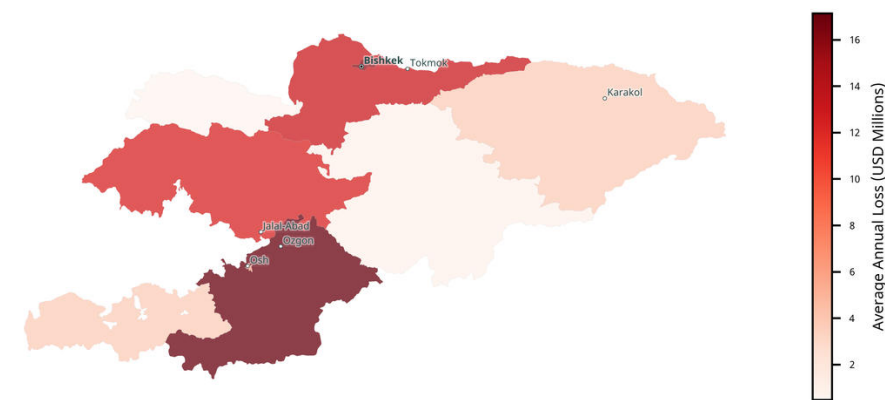 Bishkek
Tokmok
Karakol
Jalal-Abad
Ozgon
Osh
16
14
12
10
8
6
4
2
Average Annual Loss (USD Millions)